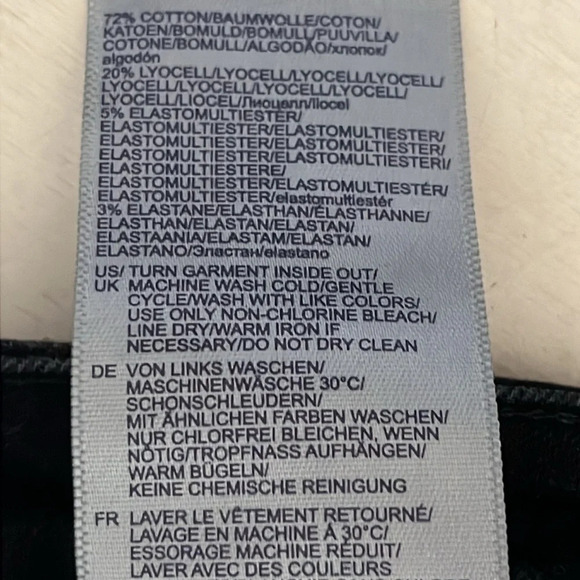 72% COTTON/BAUMWOLLE/COTON/
KATOEN/BOMULD/BOMULL/PUUVILLA/
COTONE/BOMULL/ALGODÃO/хлопок/
algodón
20% LYOCELL/LYOCELL/LYOCELL/LYOCELL/
LYOCELL/LYOCELL/LYOCELL/LYOCELL/
LYOCELL/LIOCEL/Лиоцелл/liocel
5% ELASTOMULTIESTER/
ELASTOMULTIESTER/ELASTOMULTIESTER/
ELASTOMULTIESTER/ELASTOMULTIESTER/
ELASTOMULTIESTER/ELASTOMULTIESTERI/
ELASTOMULTIESTERE/
ELASTOMULTIESTER/ELASTOMULTIESTÉR/
ELASTOMULTIESTER/elastomultiestér
3% ELASTANE/ELASTHAN/ÉLASTHANNE/
ELASTHAN/ELASTAN/ELASTAN/
ELASTAANIA/ELASTAM/ELASTAN/
ELASTANO/Эластан/elastano
US/ TURN GARMENT INSIDE OUT/
UK MACHINE WASH COLD/GENTLE
CYCLE/WASH WITH LIKE COLORS/
USE ONLY NON-CHLORINE BLEACH/
LINE DRY/WARM IRON IF
NECESSARY/DO NOT DRY CLEAN
DE VON LINKS WASCHEN/
MASCHINENWÄSCHE 30°C/
SCHONSCHLEUDERN/
MIT ÄHNLICHEN FARBEN WASCHEN/
NUR CHLORFREI BLEICHEN, WENN
NÖTIG/TROPFNASS AUFHÄNGEN/
WARM BÜGELN/
KEINE CHEMISCHE REINIGUNG
FR LAVER LE VÊTEMENT RETOURNÉ/
LAVAGE EN MACHINE À 30°C/
ESSORAGE MACHINE RÉDUIT/
LAVER AVEC DES COULEURS